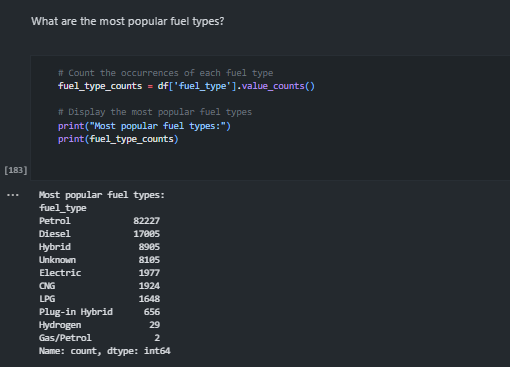 What are the most popular fuel types?
# Count the occurrences of each fuel type
fuel_type_counts = df['fuel_type'].value_counts()
# Display the most popular fuel types
print("Most popular fuel types:")
print(fuel_type_counts)
[183]
... Most popular fuel types:
fuel_type
Petrol 82227
Diesel 17005
Hybrid 8905
Unknown 8105
Electric 1977
CNG 1924
LPG 1648
Plug-in Hybrid 656
Hydrogen 29
Gas/Petrol 2
Name: count, dtype: int64